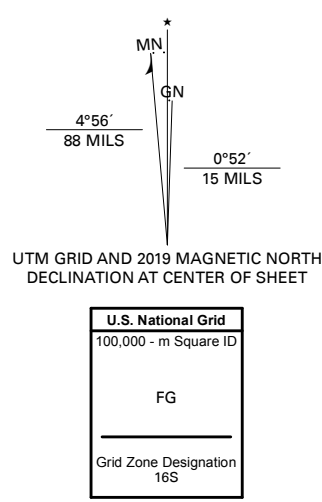 ★
MN
GN
4°56´
88 MILS
0°52´
15 MILS
UTM GRID AND 2019 MAGNETIC NORTH
DECLINATION AT CENTER OF SHEET
U.S. National Grid
100,000 - m Square ID
FG
Grid Zone Designation
16S